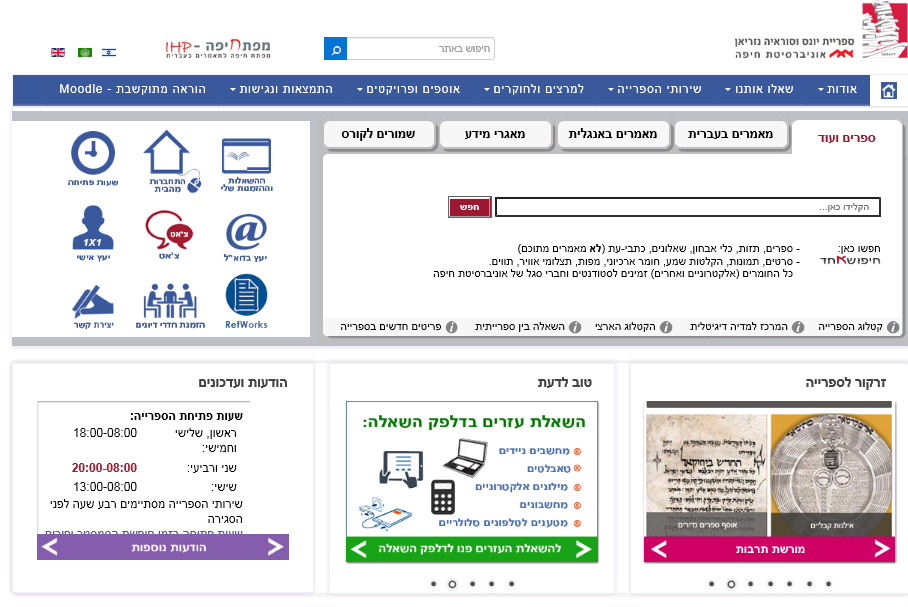 ספריית יונס וסוראיה נזריאן
אוניברסיטת חיפה
חיפוש באתר
מפתחיפה - IHP
מפתח חיפה למאמרים בעברית
אודות
שאלו אותנו
שירותי הספרייה
למרצים ולחוקרים
אוספים ופרויקטים
התמצאות ונגישות
הוראה מתוקשבת - Moodle
ספרים ועוד
מאמרים בעברית
מאמרים באנגלית
מאגרי מידע
שמורים לקורס
הקלידו כאן...
חפש
חפשו כאן:
חיפושאחד
- ספרים, תזות, כלי אבחון, שאלונים, כתבי-עת (לא מאמרים מתוכם)
- סרטים, תמונות, הקלטות שמע, חומר ארכיוני, מפות, תצלומי אוויר, תווים.
כל החומרים (אלקטרוניים ואחרים) זמינים לסטודנטים וחברי סגל של אוניברסיטת חיפה
קטלוג הספרייה
המרכז למדיה דיגיטלית
הקטלוג הארצי
השאלה בין ספרייתית
פריטים חדשים בספרייה
ההשאלות
וההזמנות שלי
התחברות
מהבית
שעות פתיחה
יעץ בדוא"ל
צ'אט
צ'אט
1X1
יעץ אישי
RefWorks
הזמנת חדרי דיונים
יצירת קשר
זרקור לספרייה
אילנות קבליים
אוסף ספרים נדירים
מורשת תרבות
טוב לדעת
השאלת עזרים בדלפק השאלה:
מחשבים ניידים
טאבלטים
מילונים אלקטרוניים
מחשבונים
מטענים לטלפונים סלולריים
להשאלת העזרים פנו לדלפק השאלה
הודעות ועדכונים
שעות פתיחת הספרייה:
ראשון, שלישי 18:00-08:00
וחמישי:
שני ורביעי: 20:00-08:00
שישי: 13:00-08:00
שירותי הספרייה מסתיימים רבע שעה לפני
הסגירה
הודעות נוספות